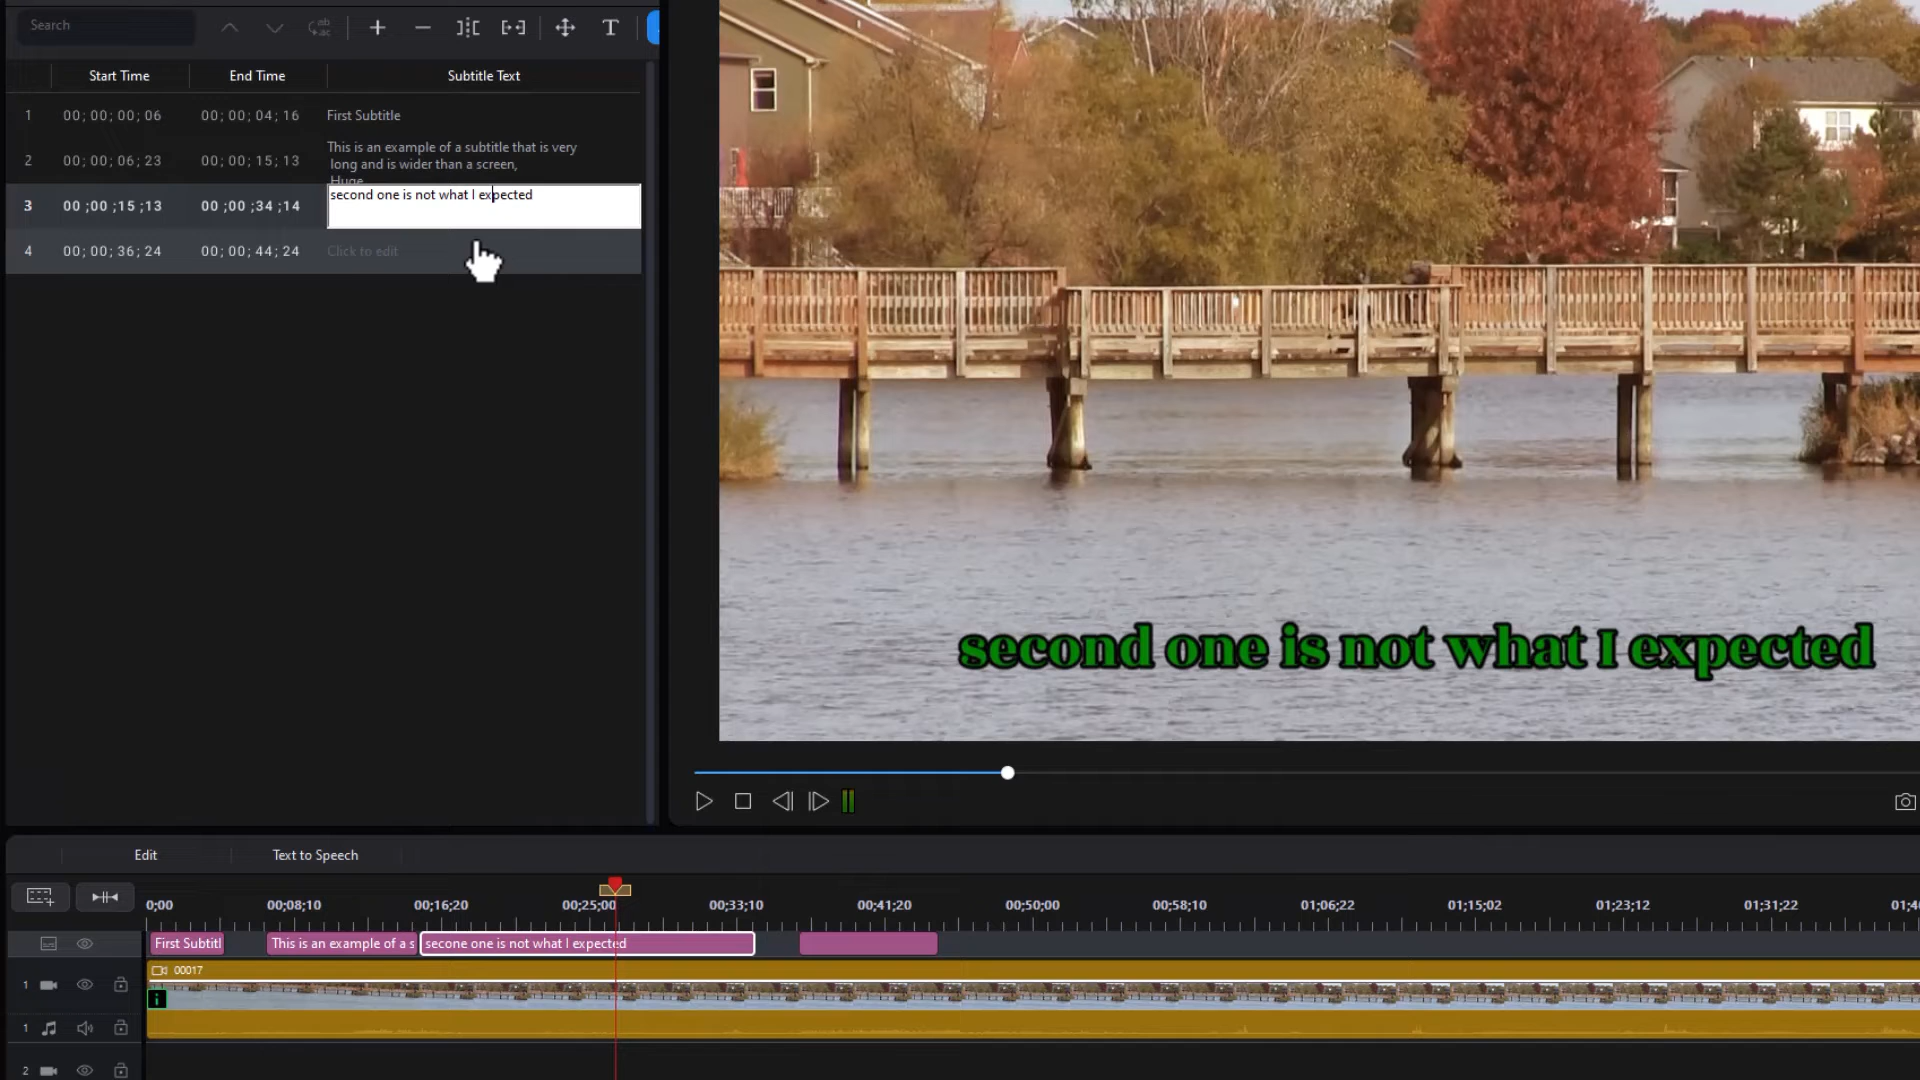 Search
T
Start Time End Time Subtitle Text
1 00; 00; 00; 06 00; 00; 04; 16 First Subtitle
2 00; 00; 06; 23 00; 00; 15; 13 This is an example of a subtitle that is very
long and is wider than a screen,
Huge
3 00 ;00 ;15 ;13 00 ;00 ;34 ;14 second one is not what I expected
4 00; 00; 36; 24 00; 00; 44; 24 Click to edit
second one is not what I expected
Edit Text to Speech
0;00 00;08;10 00;16;20 00;25;00 00;33;10 00;41;20 00;50;00 00;58;10 01;06;22 01;15;02 01;23;12 01;31;22 01;4
First Subtitl This is an example of a s secone one is not what I expected
00017
1
i
1
2